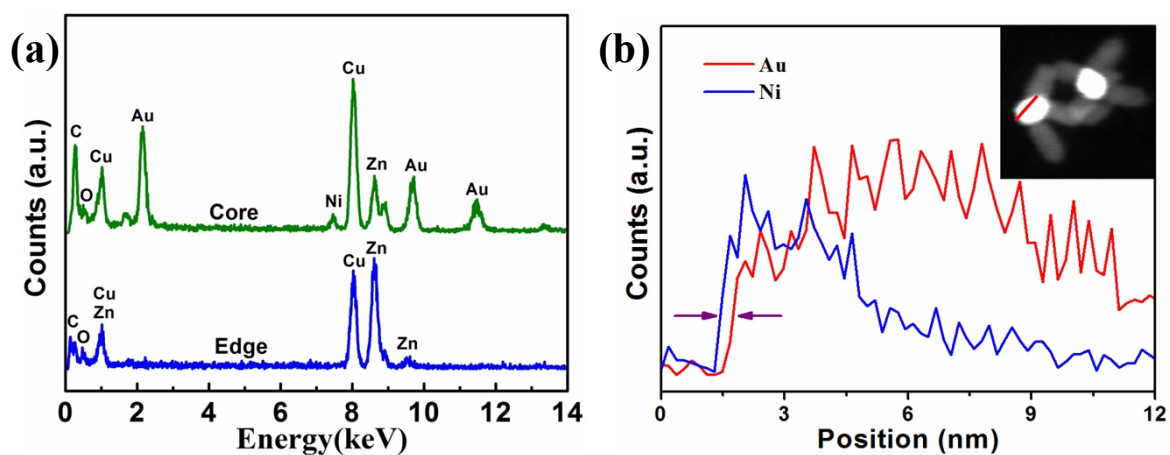 (a)
Counts (a.u.)
C
O
Cu
Au
Core
Ni
Cu
Zn
Au
Au
C
O
Cu
Zn
Edge
Cu
Zn
Zn
0 2 4 6 8 10 12 14
Energy(keV)
(b)
Counts (a.u.)
Au
Ni
0 3 6 9 12
Position (nm)